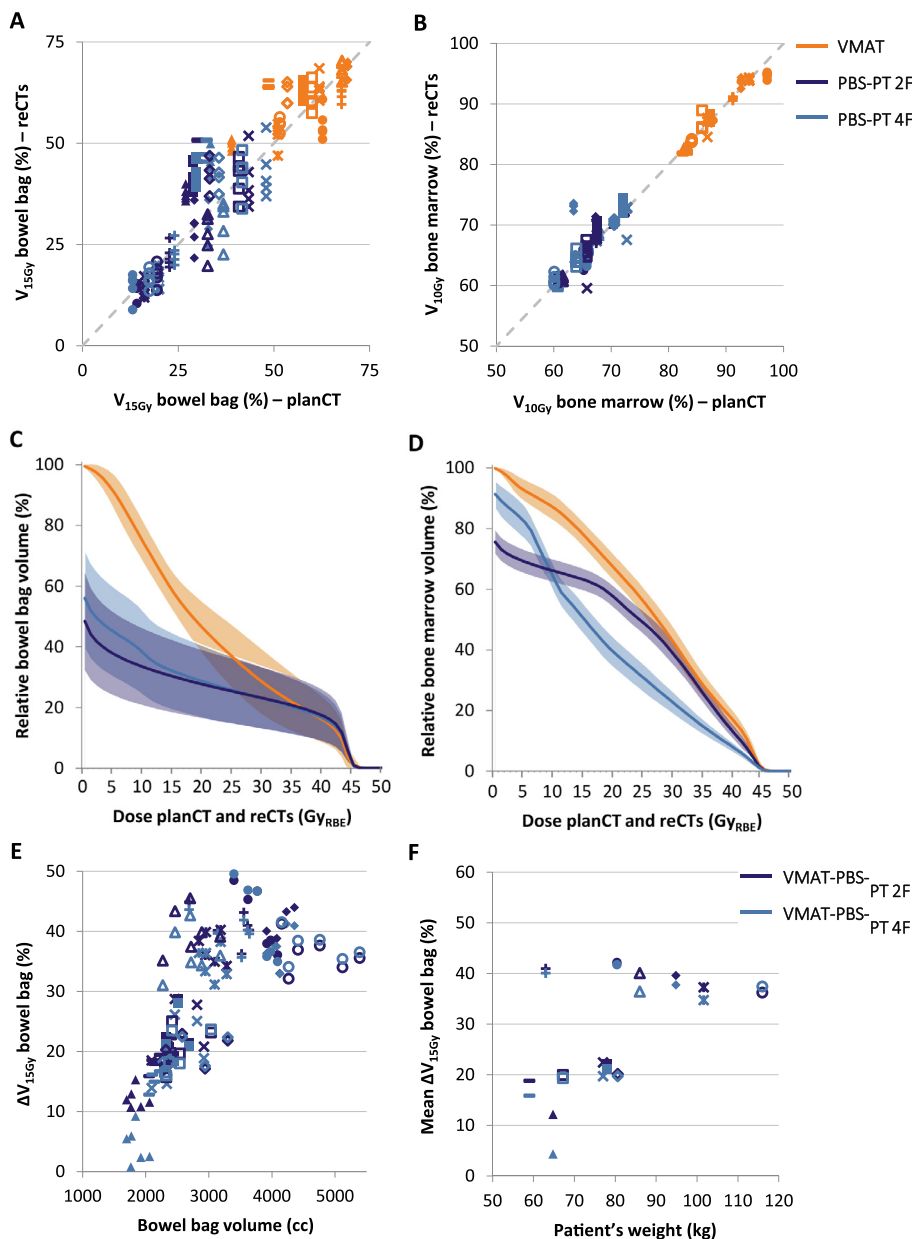 A
75
50
25
0
0
25
50
75
V15Gy bowel bag (%) – reCTs
V15Gy bowel bag (%) – planCT
B
100
90
80
70
60
50
50
60
70
80
90
100
V10Gy bone marrow (%) – reCTs
V10Gy bone marrow (%) – planCT
VMAT
PBS-PT 2F
PBS-PT 4F
C
100
80
60
40
20
0
0 5 10 15 20 25 30 35 40 45 50
Relative bowel bag volume (%)
Dose planCT and reCTs (GyRBE)
D
100
80
60
40
20
0
0 5 10 15 20 25 30 35 40 45 50
Relative bone marrow volume (%)
Dose planCT and reCTs (GyRBE)
E
50
40
30
20
10
0
1000 2000 3000 4000 5000
ΔV15Gy bowel bag (%)
Bowel bag volume (cc)
F
60
50
40
30
20
10
0
50 60 70 80 90 100 110 120
Mean ΔV15Gy bowel bag (%)
Patient's weight (kg)
VMAT-PBS-
PT 2F
VMAT-PBS-
PT 4F